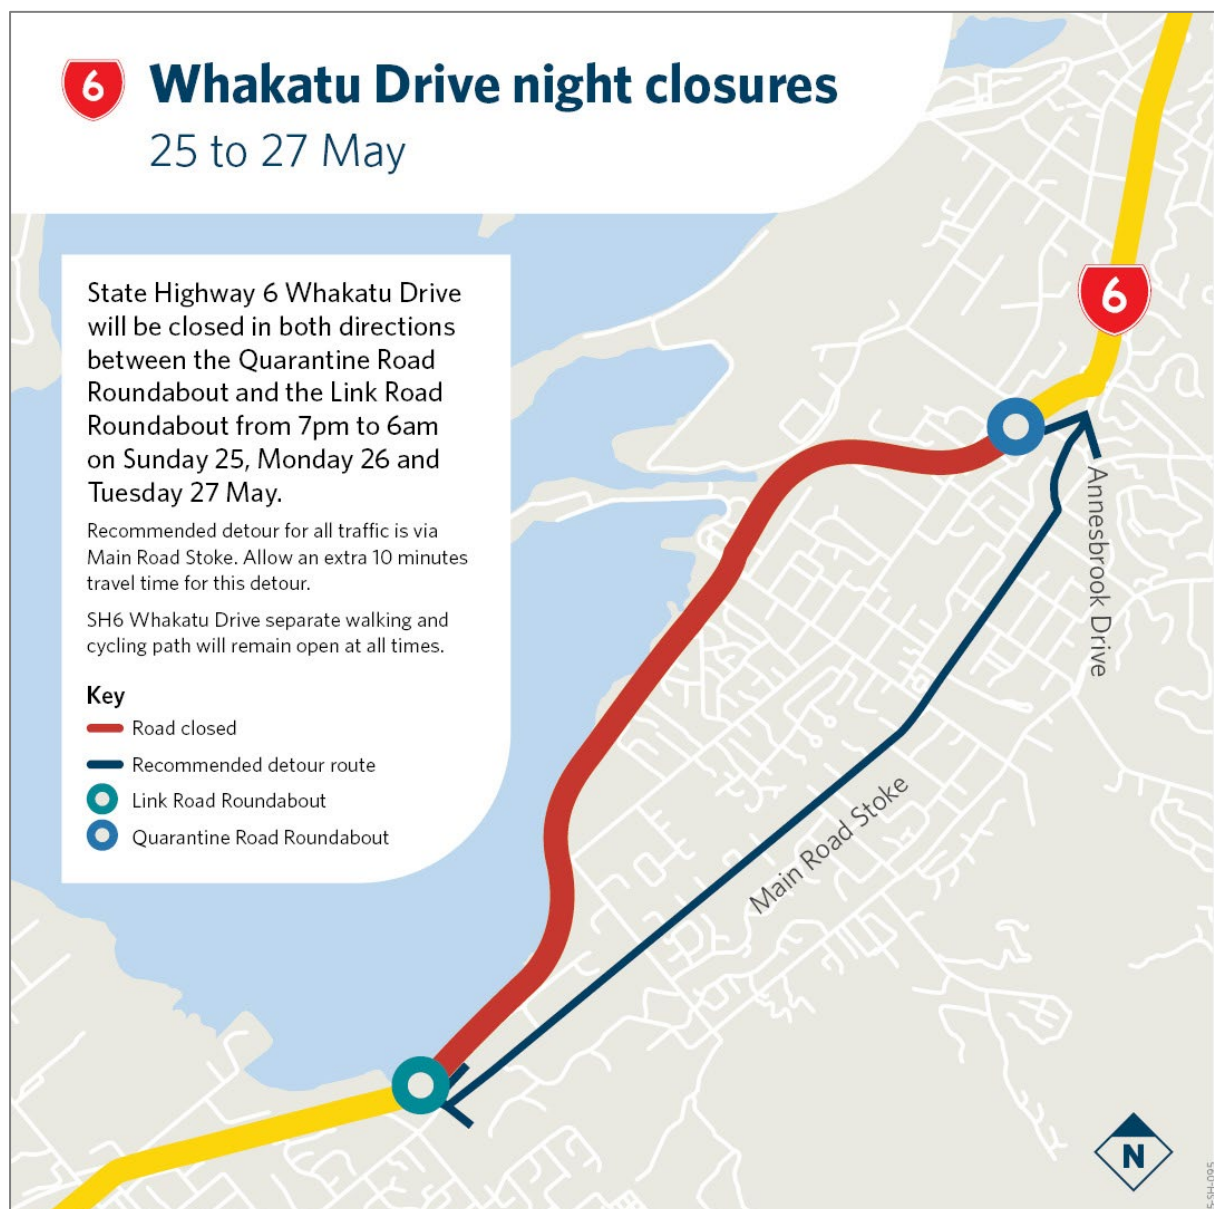 6 Whakatu Drive night closures
25 to 27 May
State Highway 6 Whakatu Drive
will be closed in both directions
between the Quarantine Road
Roundabout and the Link Road
Roundabout from 7pm to 6am
on Sunday 25, Monday 26 and
Tuesday 27 May.
Recommended detour for all traffic is via
Main Road Stoke. Allow an extra 10 minutes
travel time for this detour.
SH6 Whakatu Drive separate walking and
cycling path will remain open at all times.
Key
Road closed
Recommended detour route
Link Road Roundabout
Quarantine Road Roundabout
6
Annesbrook Drive
Main Road Stoke
N